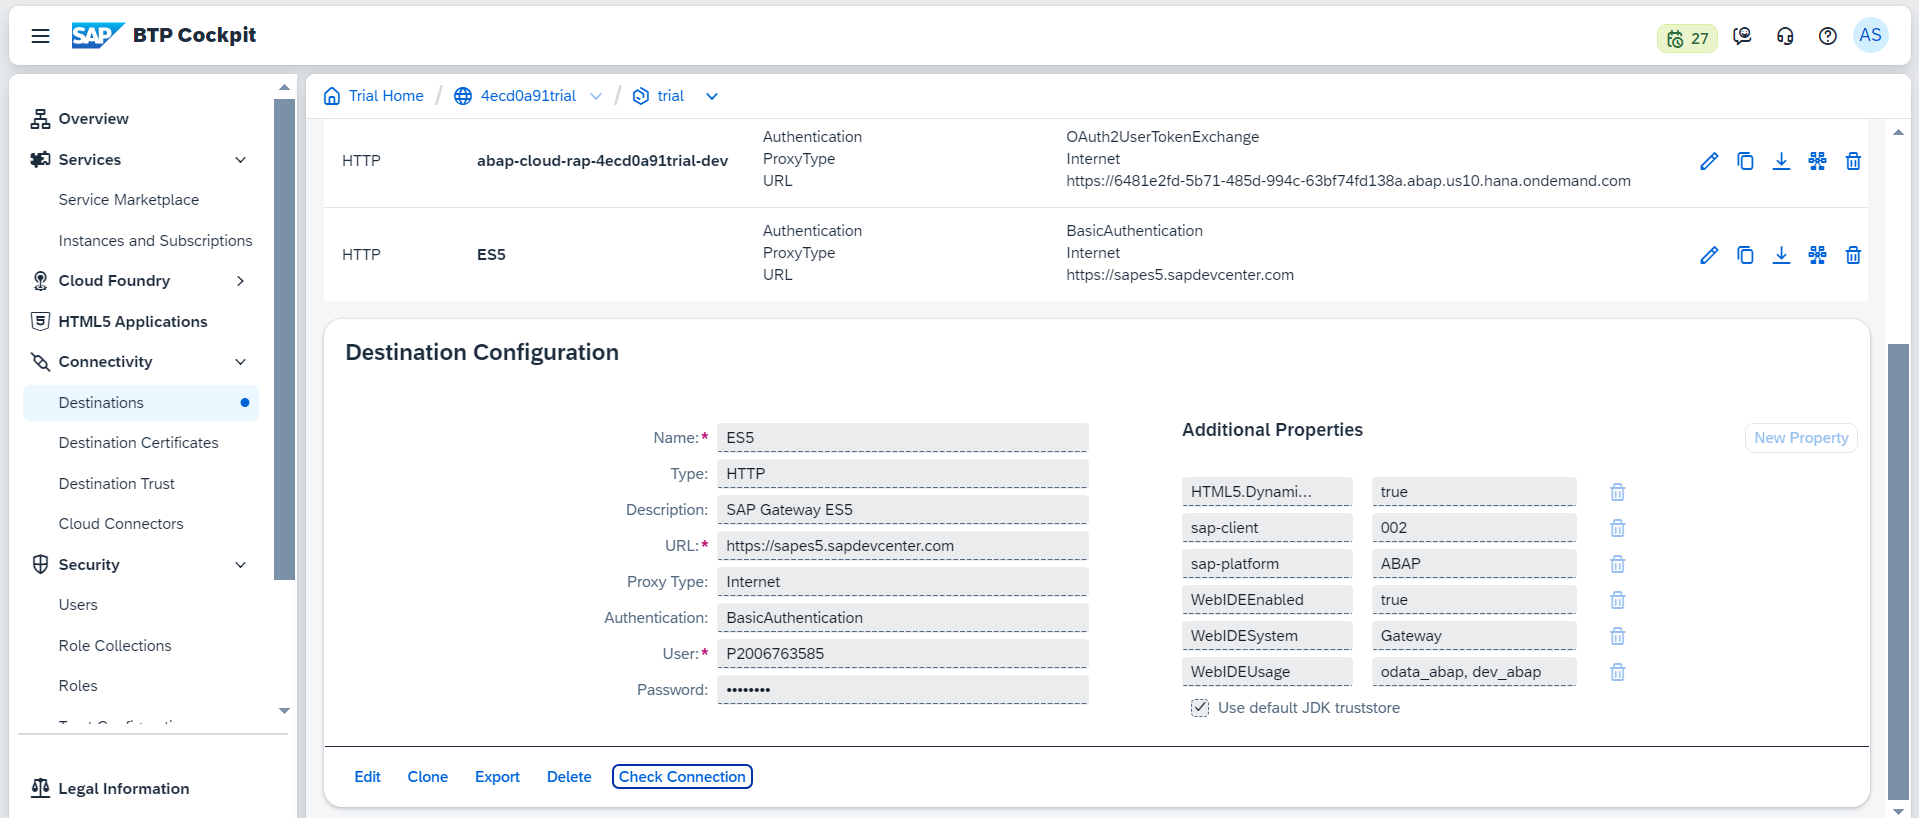 SAP BTP Cockpit
27
AS
Overview
Services
Service Marketplace
Instances and Subscriptions
Cloud Foundry
HTML5 Applications
Connectivity
Destinations
Destination Certificates
Destination Trust
Cloud Connectors
Security
Users
Role Collections
Roles
Legal Information
Trial Home / 4ecd0a91trial / trial
Authentication OAuth2UserTokenExchange
HTTP abap-cloud-rap-4ecd0a91trial-dev ProxyType Internet
URL https://6481e2fd-5b71-485d-994c-63bf74fd138a.abap.us10.hana.ondemand.com
Authentication BasicAuthentication
HTTP ES5 ProxyType Internet
URL https://sapes5.sapdevcenter.com
Destination Configuration
Name:* ES5
Type: HTTP
Description: SAP Gateway ES5
URL:* https://sapes5.sapdevcenter.com
Proxy Type: Internet
Authentication: BasicAuthentication
User:* P2006763585
Password: ••••••••
Additional Properties
New Property
HTML5.Dynami... true
sap-client 002
sap-platform ABAP
WebIDEEnabled true
WebIDESystem Gateway
WebIDEUsage odata_abap, dev_abap
Use default JDK truststore
Edit Clone Export Delete Check Connection